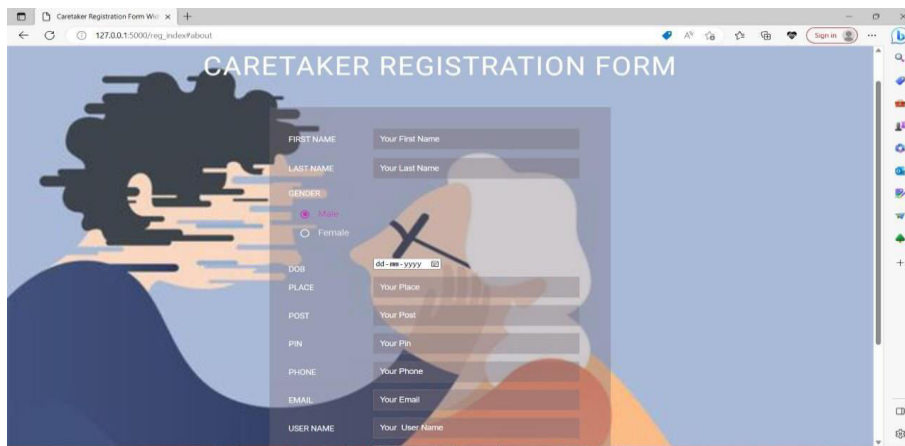 Caretaker Registration Form Wid
127.0.0.1:5000/reg_index#about
Sign in
CARETAKER REGISTRATION FORM
FIRST NAME Your First Name
LAST NAME Your Last Name
GENDER
Male
Female
DOB dd-mm-yyyy
PLACE Your Place
POST Your Post
PIN Your Pin
PHONE Your Phone
EMAIL Your Email
USER NAME Your User Name